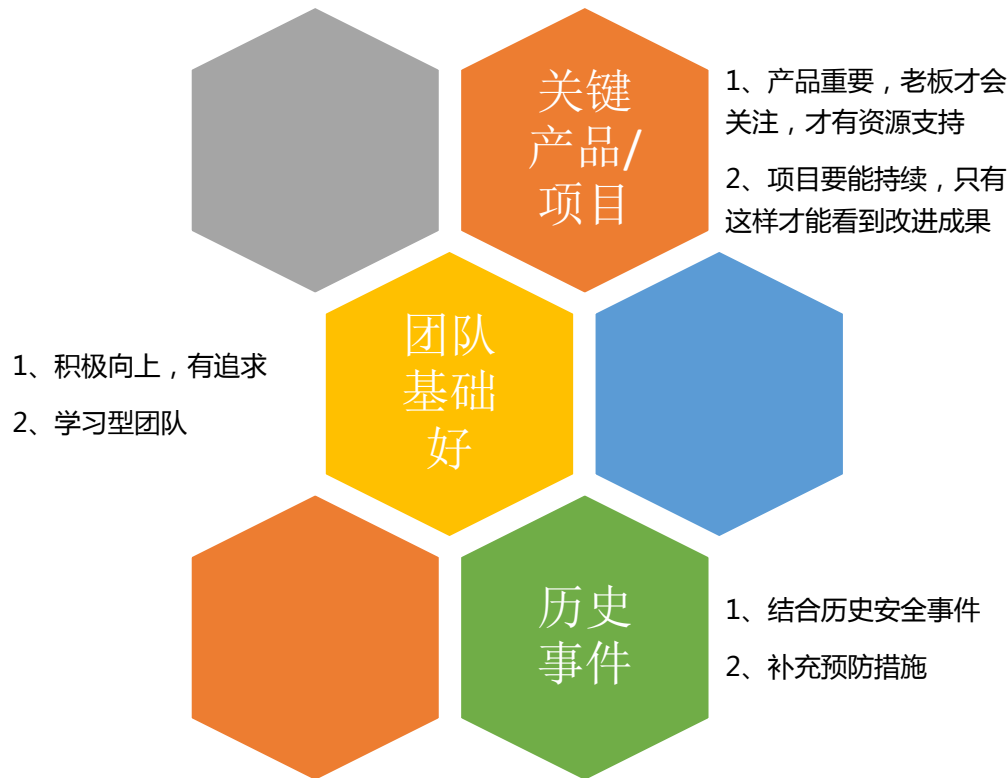 关键
产品/
项目
1、产品重要，老板才会
关注，才有资源支持
2、项目要能持续，只有
这样才能看到改进成果
团队
基础
好
1、积极向上，有追求
2、学习型团队
历史
事件
1、结合历史安全事件
2、补充预防措施